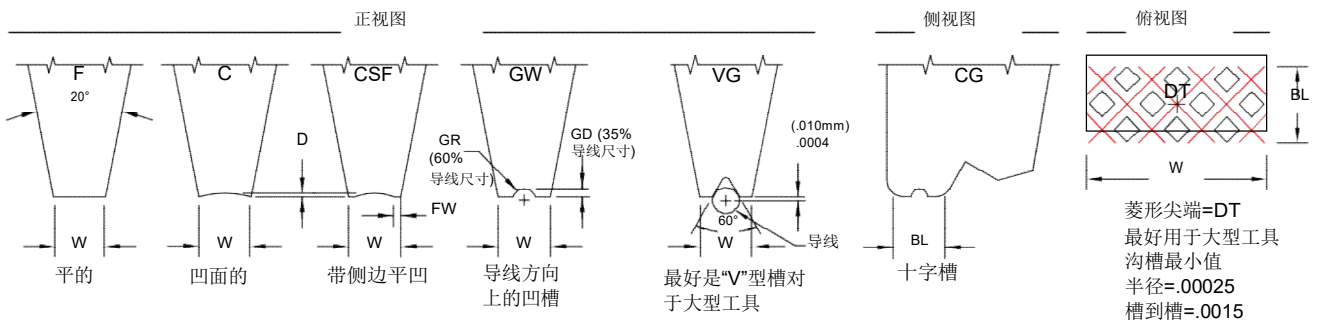 正视图
侧视图
俯视图
F
20°
W
平的
C
D
W
凹面的
CSF
FW
W
带侧边平凹
GW
GR
(60%
导线尺寸)
GD (35%
导线尺寸)
W
导线方向
上的凹槽
VG
(.010mm)
.0004
60°
W
导线
最好是“V”型槽对
于大型工具
CG
BL
十字槽
DT
BL
W
菱形尖端=DT
最好用于大型工具
沟槽最小值
半径=.00025
槽到槽=.0015